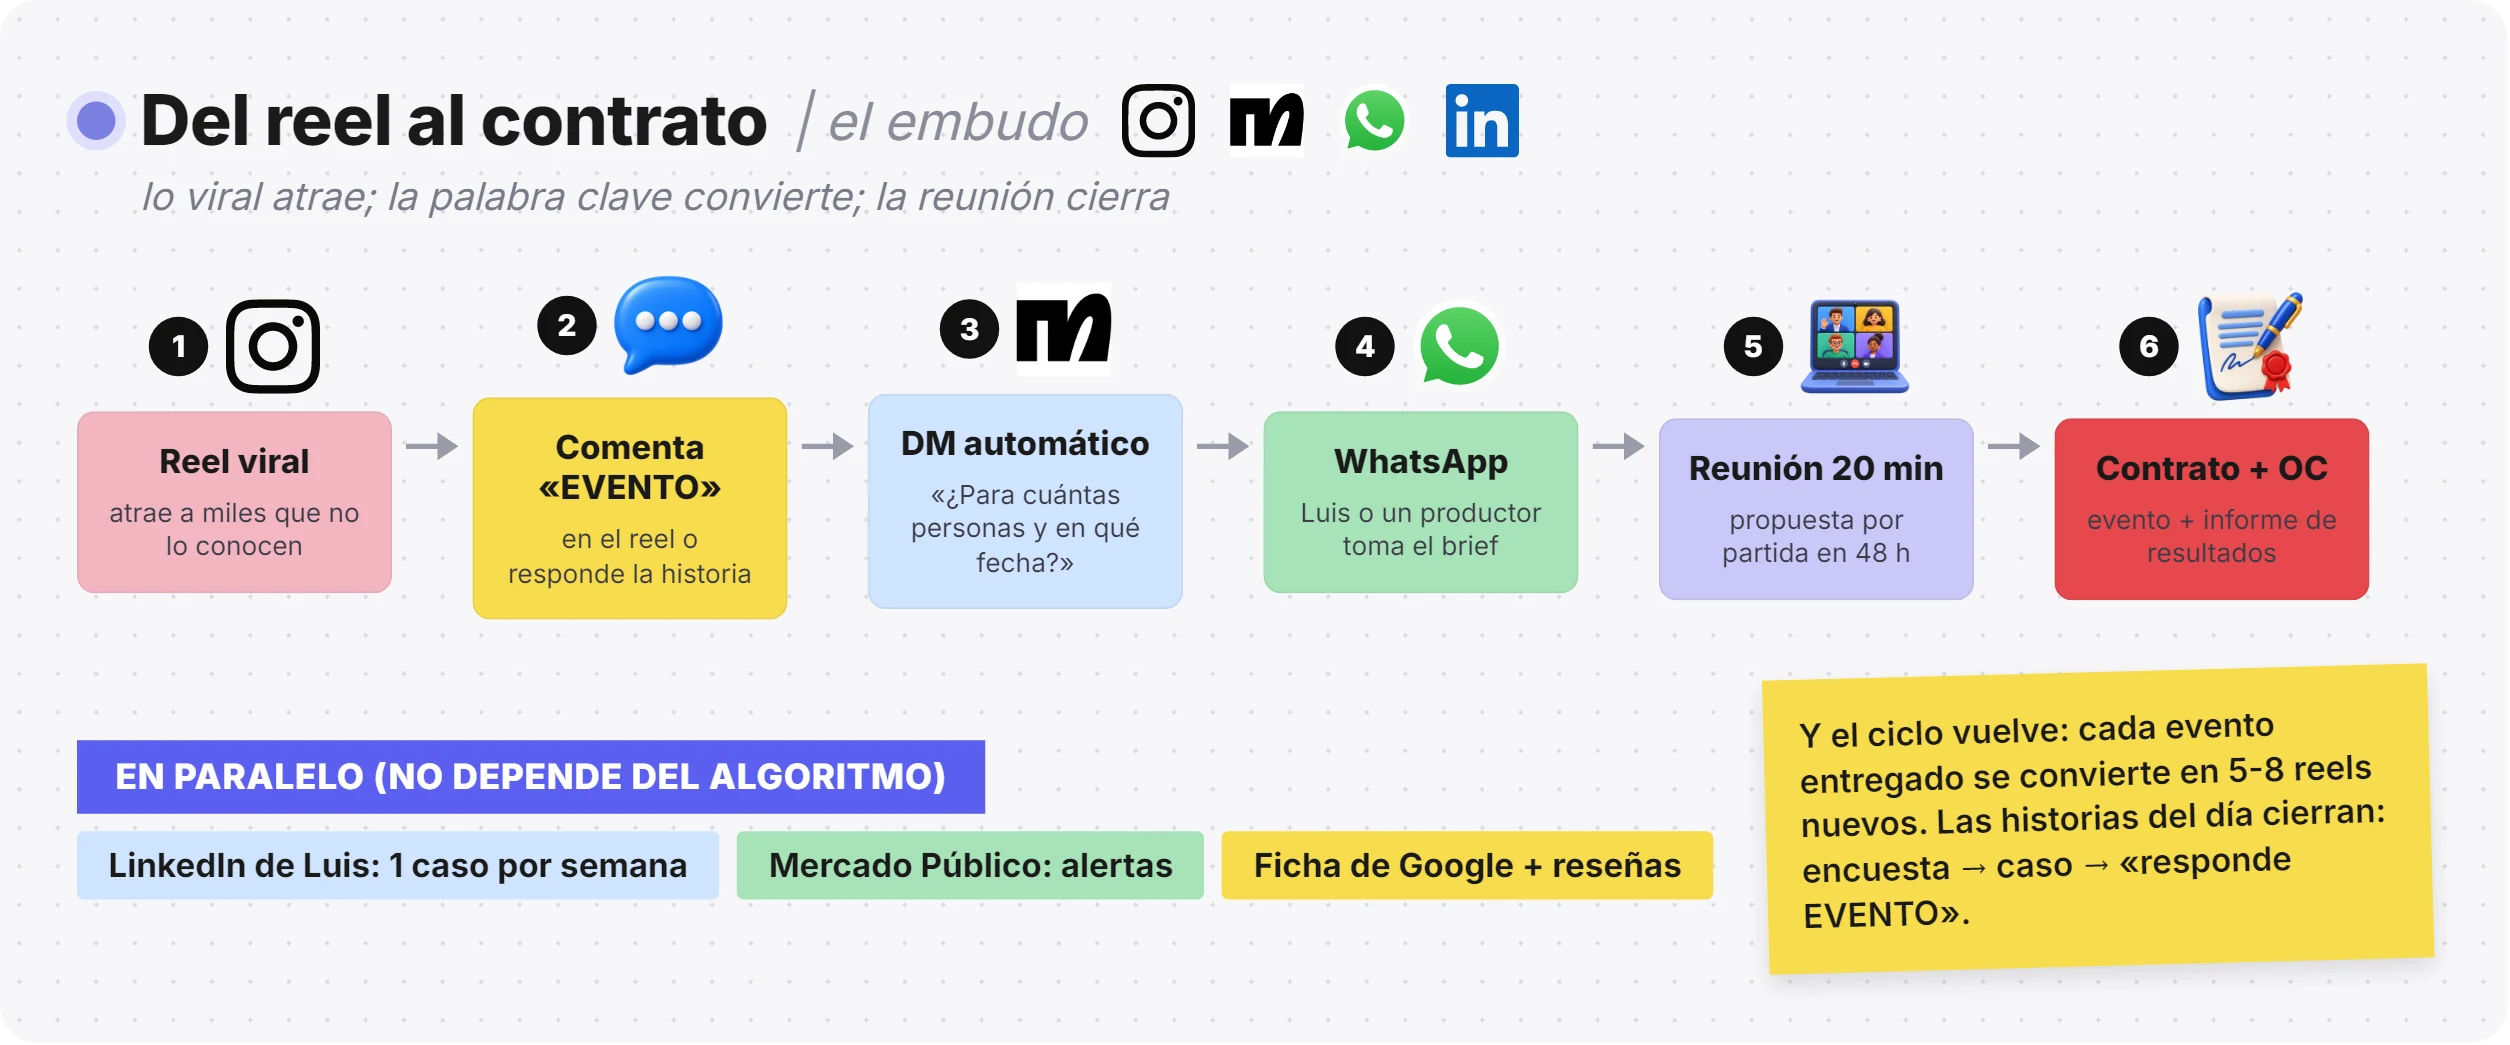 Del reel al contrato | el embudo
lo viral atrae; la palabra clave convierte; la reunión cierra
1
Reel viral
atrae a miles que no
lo conocen
2
Comenta
«EVENTO»
en el reel o
responde la historia
3
DM automático
«¿Para cuántas
personas y en qué
fecha?»
4
WhatsApp
Luis o un productor
toma el brief
5
Reunión 20 min
propuesta por
partida en 48 h
6
Contrato + OC
evento + informe de
resultados
EN PARALELO (NO DEPENDE DEL ALGORITMO)
LinkedIn de Luis: 1 caso por semana
Mercado Público: alertas
Ficha de Google + reseñas
Y el ciclo vuelve: cada evento
entregado se convierte en 5-8 reels
nuevos. Las historias del día cierran:
encuesta → caso → «responde
EVENTO».